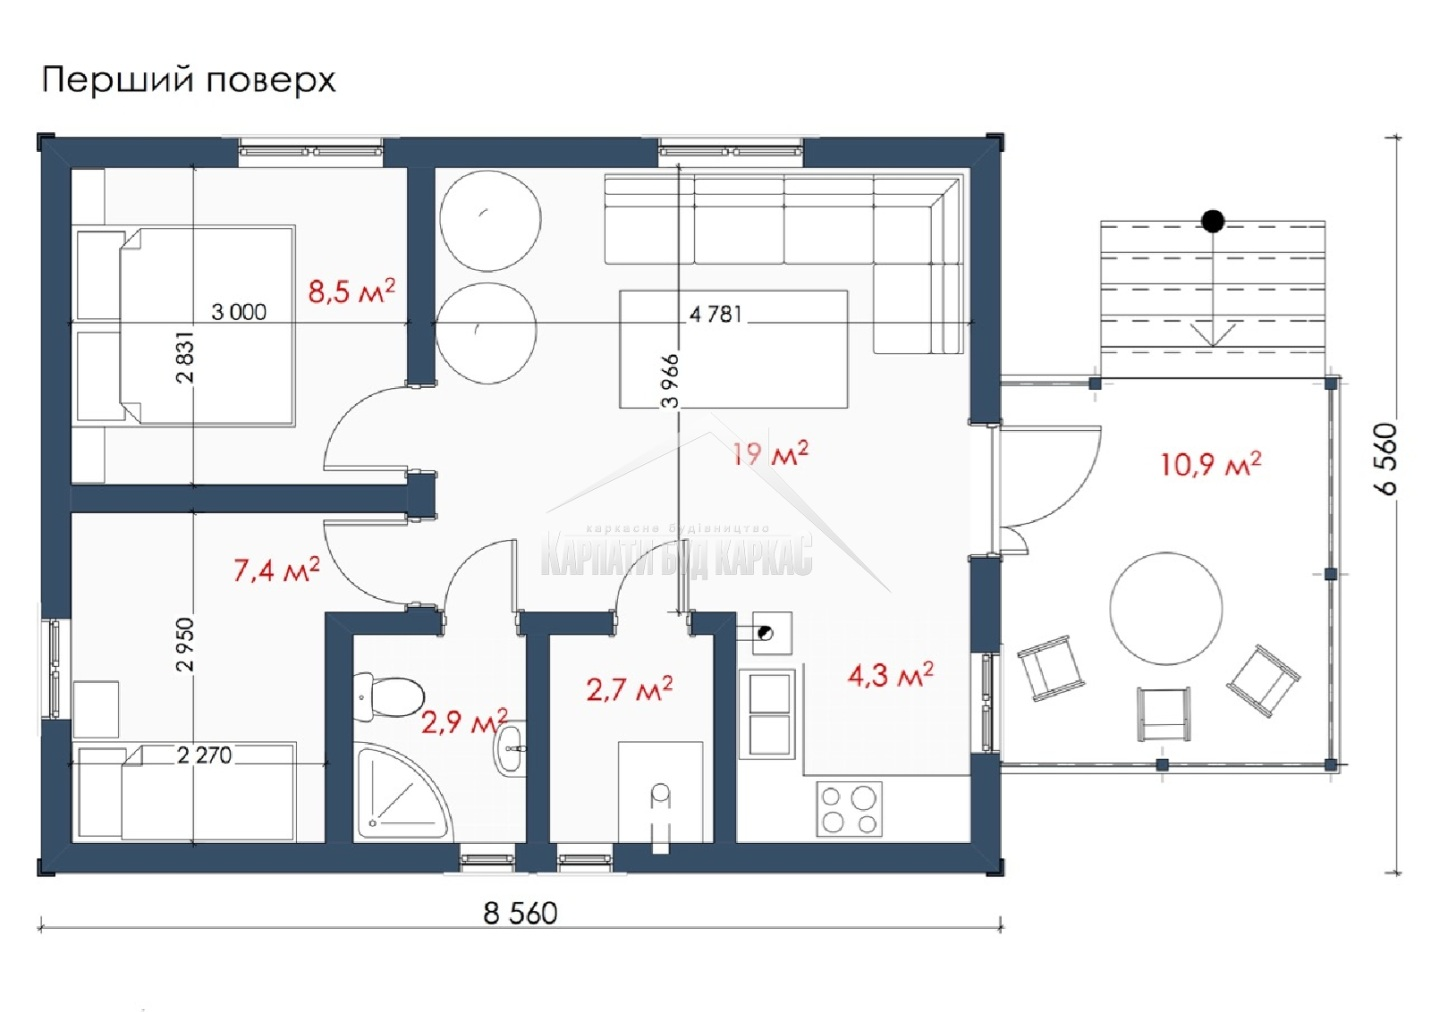 Перший поверх
8,5 м²
3 000
2 831
4 781
3 966
19 м²
10,9 м²
6 560
каркасне будівництво
КАРПАТИ БУД КАРКАС
7,4 м²
2 950
2,7 м²
4,3 м²
2,9 м²
2 270
8 560